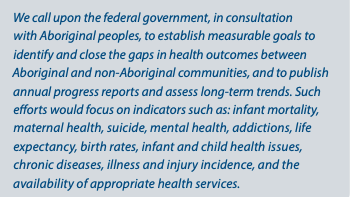 We call upon the federal government, in consultation
with Aboriginal peoples, to establish measurable goals to
identify and close the gaps in health outcomes between
Aboriginal and non-Aboriginal communities, and to publish
annual progress reports and assess long-term trends. Such
efforts would focus on indicators such as: infant mortality,
maternal health, suicide, mental health, addictions, life
expectancy, birth rates, infant and child health issues,
chronic diseases, illness and injury incidence, and the
availability of appropriate health services.